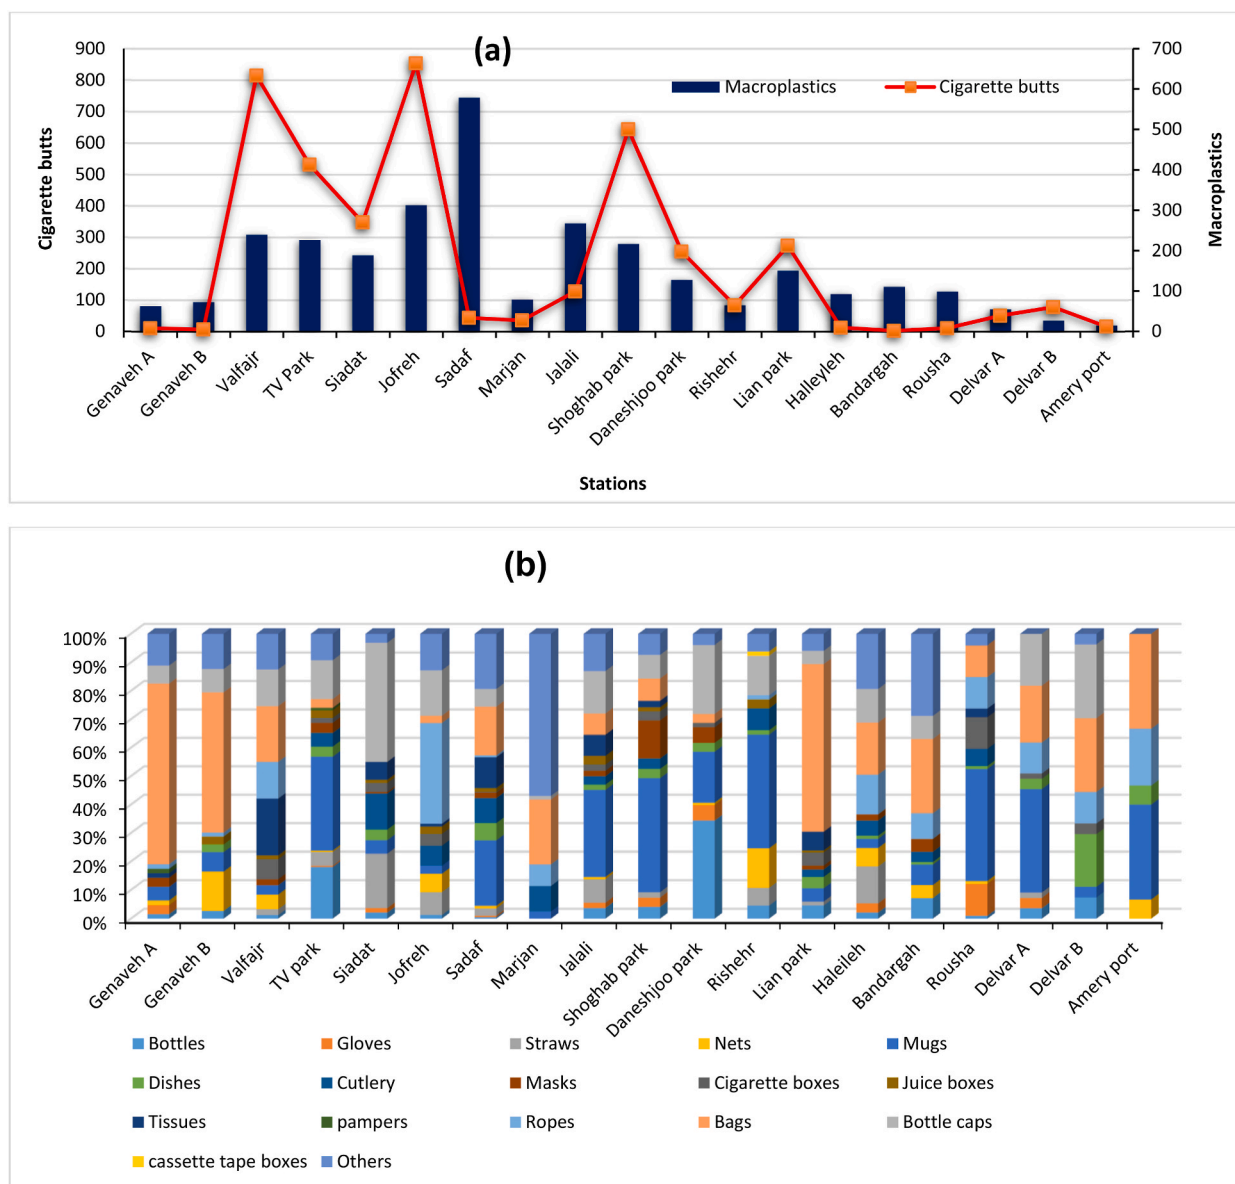 (a)
900 700
800 600
700 500
600 400
500 300
400 200
300 100
200 0
100
0
Cigarette butts
Macroplastics
Macroplastics Cigarette butts
Genaveh A Genaveh B Valfajr TV Park Siadat Jofreh Sadaf Marjan Jalali Shoghab park Daneshjoo park Rishehr Lian park Halleyleh Bandargah Rousha Delvar A Delvar B Amery port
Stations
(b)
100%
90%
80%
70%
60%
50%
40%
30%
20%
10%
0%
Genaveh A Genaveh B Valfajr TV park Siadat Jofreh Sadaf Marjan Jalali Shoghab park Daneshjoo park Rishehr Lian park Haleileh Bandargah Rousha Delvar A Delvar B Amery port
Bottles Gloves Straws Nets Mugs
Dishes Cutlery Masks Cigarette boxes Juice boxes
Tissues pampers Ropes Bags Bottle caps
cassette tape boxes Others